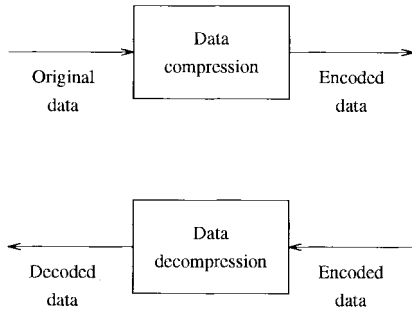 Data
compression
Original
data
Encoded
data
Data
decompression
Decoded
data
Encoded
data